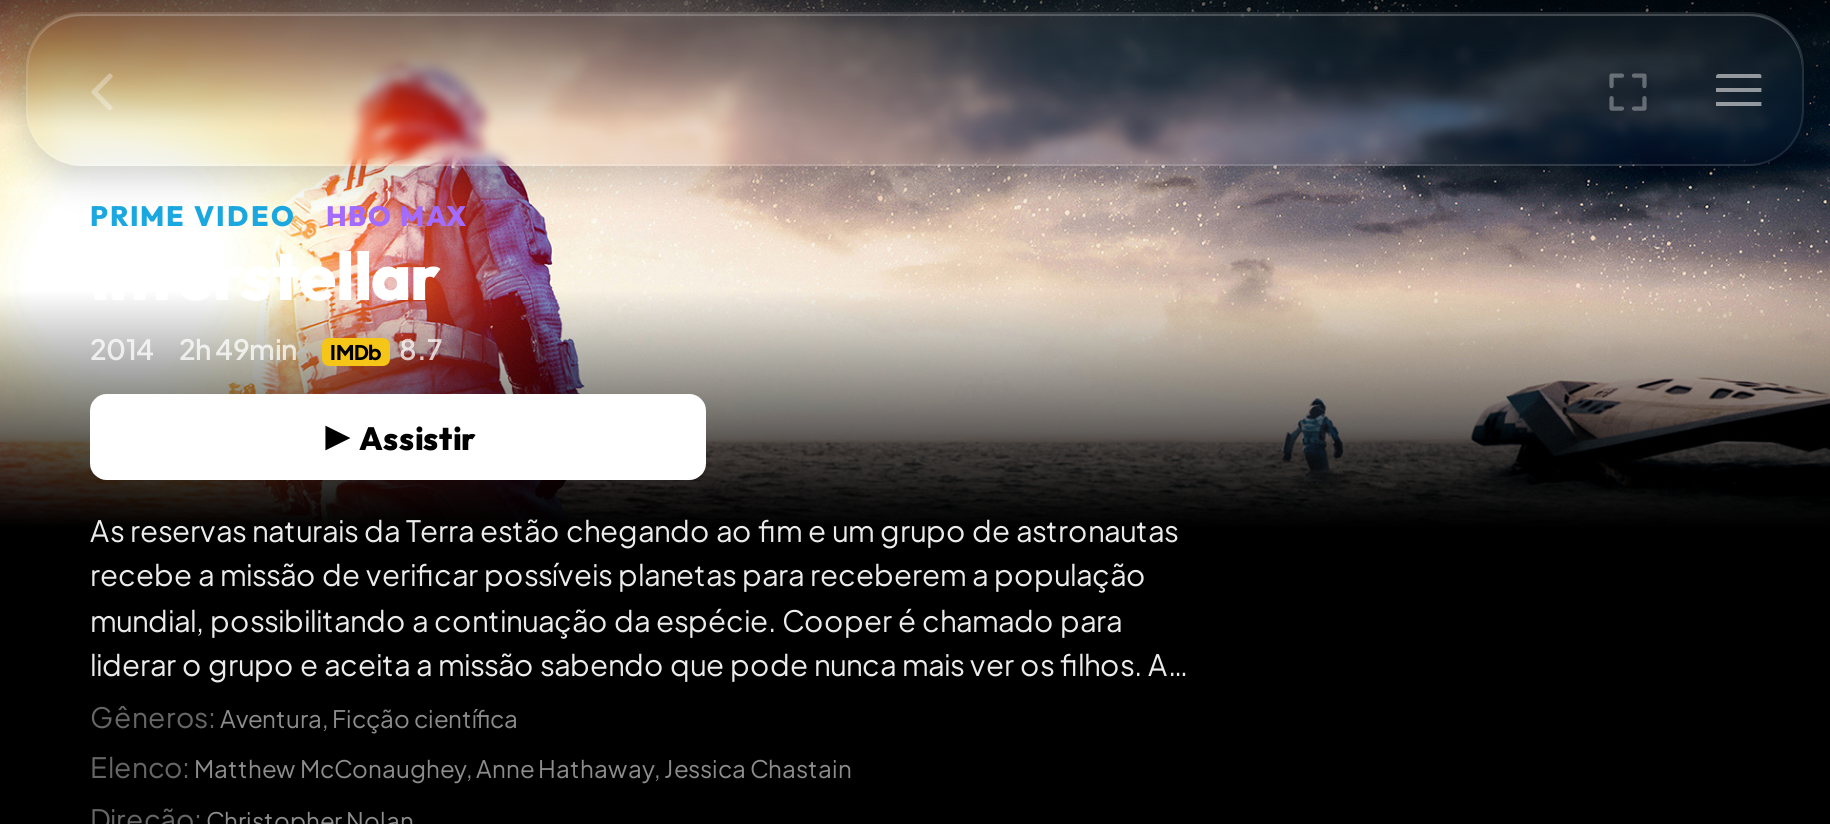 PRIME VIDEO HBO MAX
Interstellar
2014 2h 49min IMDb 8.7
▶ Assistir
As reservas naturais da Terra estão chegando ao fim e um grupo de astronautas
recebe a missão de verificar possíveis planetas para receberem a população
mundial, possibilitando a continuação da espécie. Cooper é chamado para
liderar o grupo e aceita a missão sabendo que pode nunca mais ver os filhos. A...
Gêneros: Aventura, Ficção científica
Elenco: Matthew McConaughey, Anne Hathaway, Jessica Chastain
Direção: Christopher Nolan